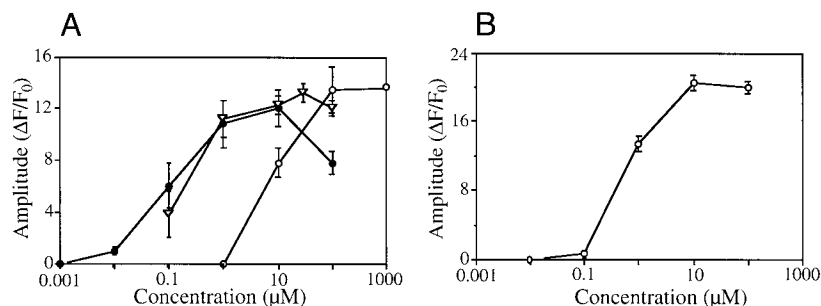 A
B
Amplitude (ΔF/F0)
16
12
8
4
0
0.001
0.1
10
1000
Concentration (µM)
Amplitude (ΔF/F0)
24
16
8
0
0.001
0.1
10
1000
Concentration (µM)